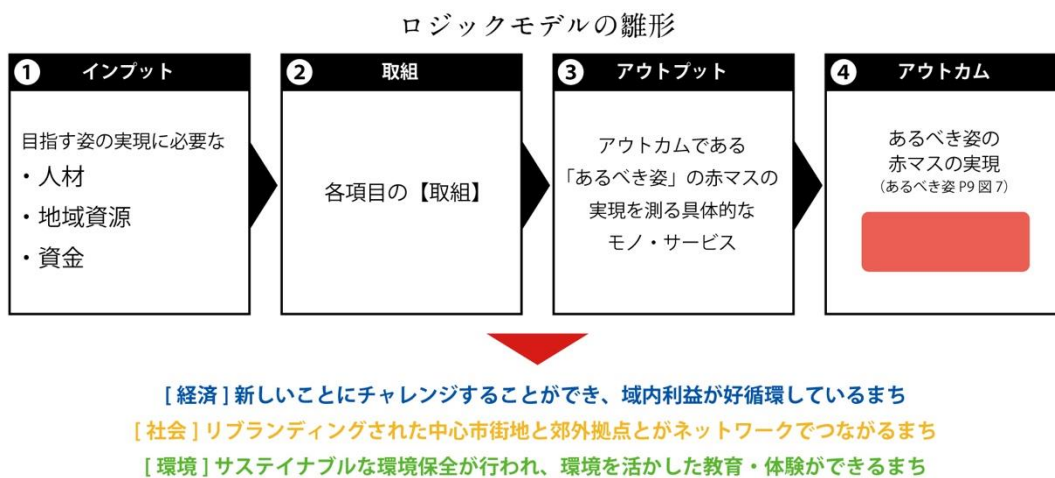 ロジックモデルの雛形
❶ インプット
目指す姿の実現に必要な
・人材
・地域資源
・資金
❷ 取組
各項目の【取組】
❸ アウトプット
アウトカムである
「あるべき姿」の赤マスの
実現を測る具体的な
モノ・サービス
❹ アウトカム
あるべき姿の
赤マスの実現
(あるべき姿 P9 図 7)
[ 経済 ] 新しいことにチャレンジすることができ、域内利益が好循環しているまち
[ 社会 ] リブランディングされた中心市街地と郊外拠点とがネットワークでつながるまち
[ 環境 ] サステイナブルな環境保全が行われ、環境を活かした教育・体験ができるまち